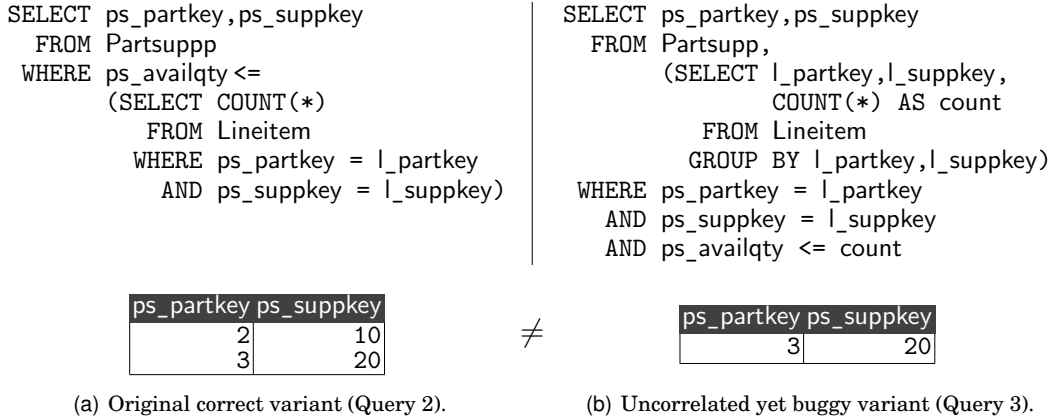 SELECT ps_partkey,ps_suppkey
FROM Partsuppp
WHERE ps_availqty <=
(SELECT COUNT(*)
FROM Lineitem
WHERE ps_partkey = l_partkey
AND ps_suppkey = l_suppkey)
SELECT ps_partkey,ps_suppkey
FROM Partsupp,
(SELECT l_partkey,l_suppkey,
COUNT(*) AS count
FROM Lineitem
GROUP BY l_partkey,l_suppkey)
WHERE ps_partkey = l_partkey
AND ps_suppkey = l_suppkey
AND ps_availqty <= count
ps_partkey ps_suppkey
2 10
3 20
≠
ps_partkey ps_suppkey
3 20
(a) Original correct variant (Query 2).
(b) Uncorrelated yet buggy variant (Query 3).